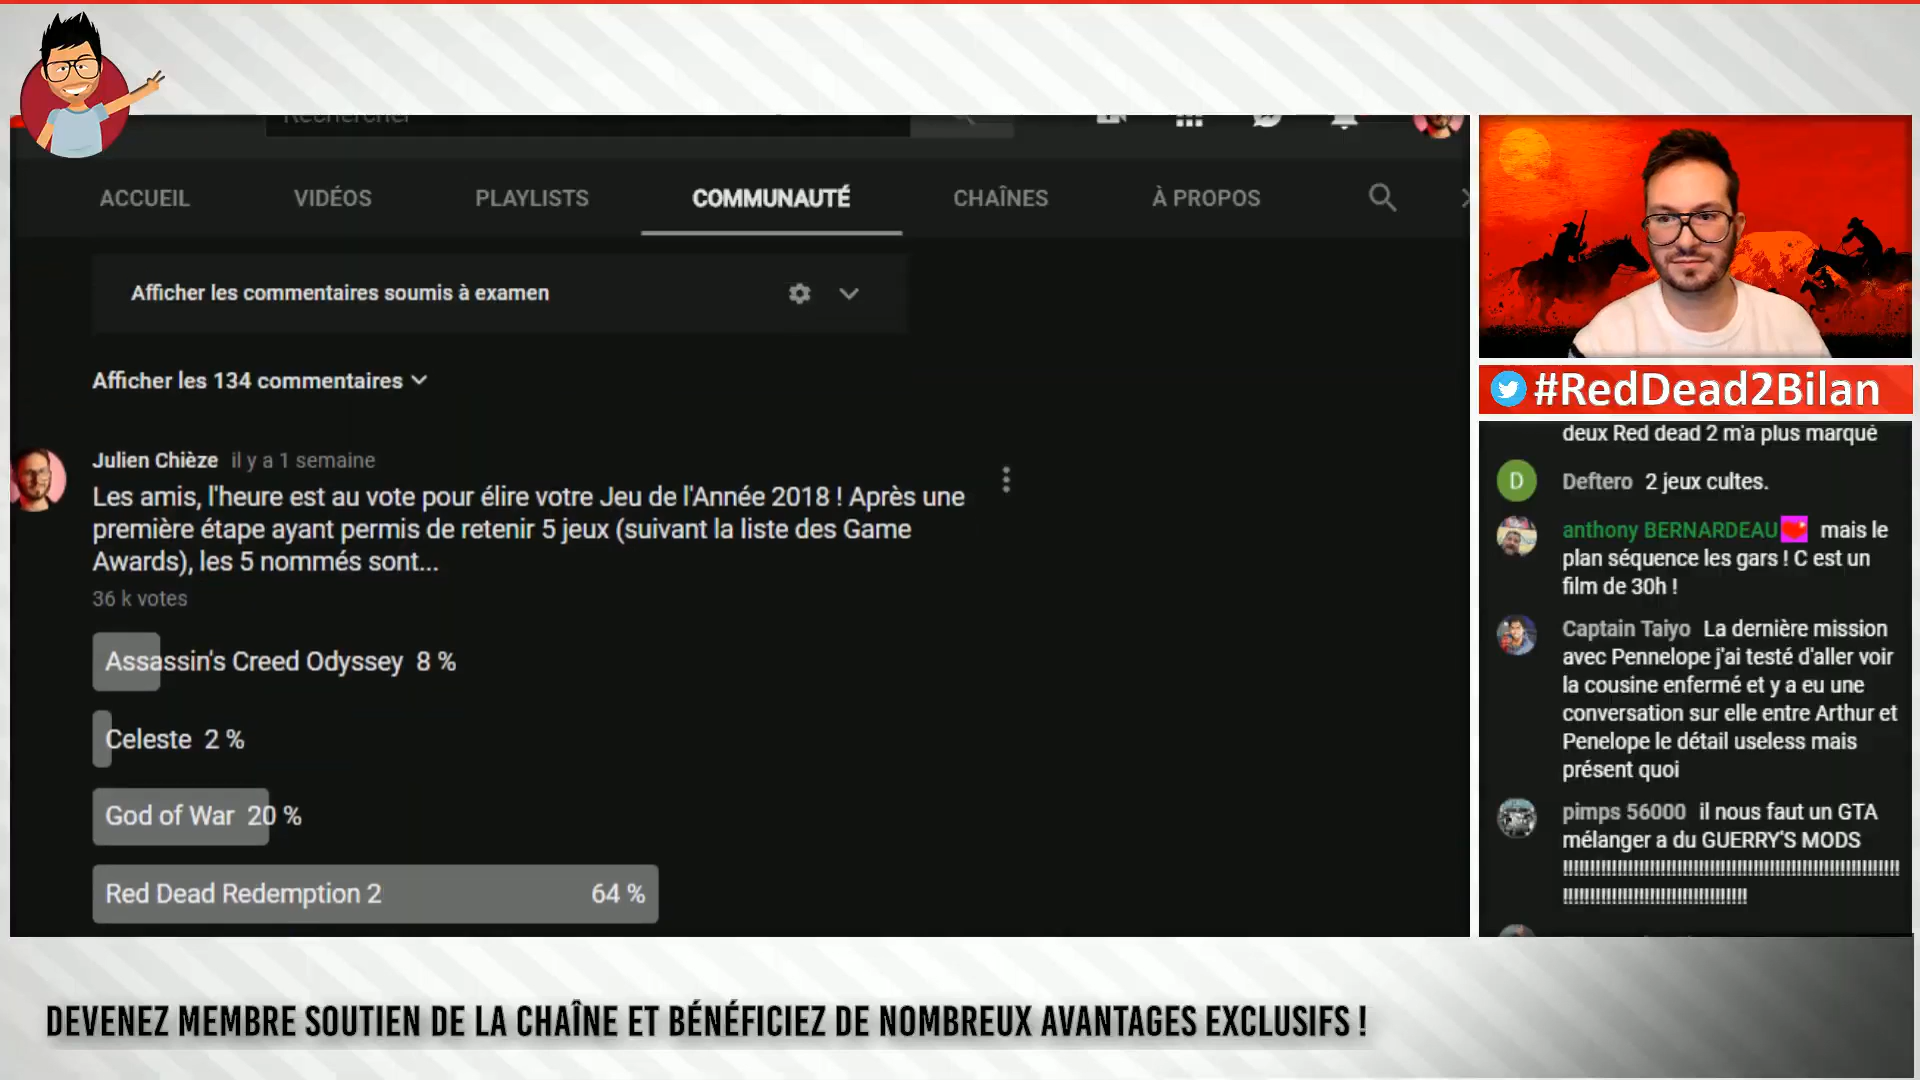 Rechercher
ACCUEIL
VIDÉOS
PLAYLISTS
COMMUNAUTÉ
CHAÎNES
À PROPOS
Afficher les commentaires soumis à examen
Afficher les 134 commentaires
Julien Chièze il y a 1 semaine
Les amis, l'heure est au vote pour élire votre Jeu de l'Année 2018 ! Après une
première étape ayant permis de retenir 5 jeux (suivant la liste des Game
Awards), les 5 nommés sont...
36 k votes
Assassin's Creed Odyssey 8 %
Celeste 2 %
God of War 20 %
Red Dead Redemption 2 64 %
#RedDead2Bilan
deux Red dead 2 m'a plus marqué
D
Deftero 2 jeux cultes.
anthony BERNARDEAU mais le
plan séquence les gars ! C est un
film de 30h !
Captain Taiyo La dernière mission
avec Pennelope j'ai testé d'aller voir
la cousine enfermé et y a eu une
conversation sur elle entre Arthur et
Penelope le détail useless mais
présent quoi
pimps 56000 il nous faut un GTA
mélanger a du GUERRY'S MODS
!!!!!!!!!!!!!!!!!!!!!!!!!!!!!!!!!!!!!!!!!!!!!!!!!!!!!!!!!!!!!!
!!!!!!!!!!!!!!!!!!!!!!!!!!!!!!!!!!
DEVENEZ MEMBRE SOUTIEN DE LA CHAÎNE ET BÉNÉFICIEZ DE NOMBREUX AVANTAGES EXCLUSIFS !